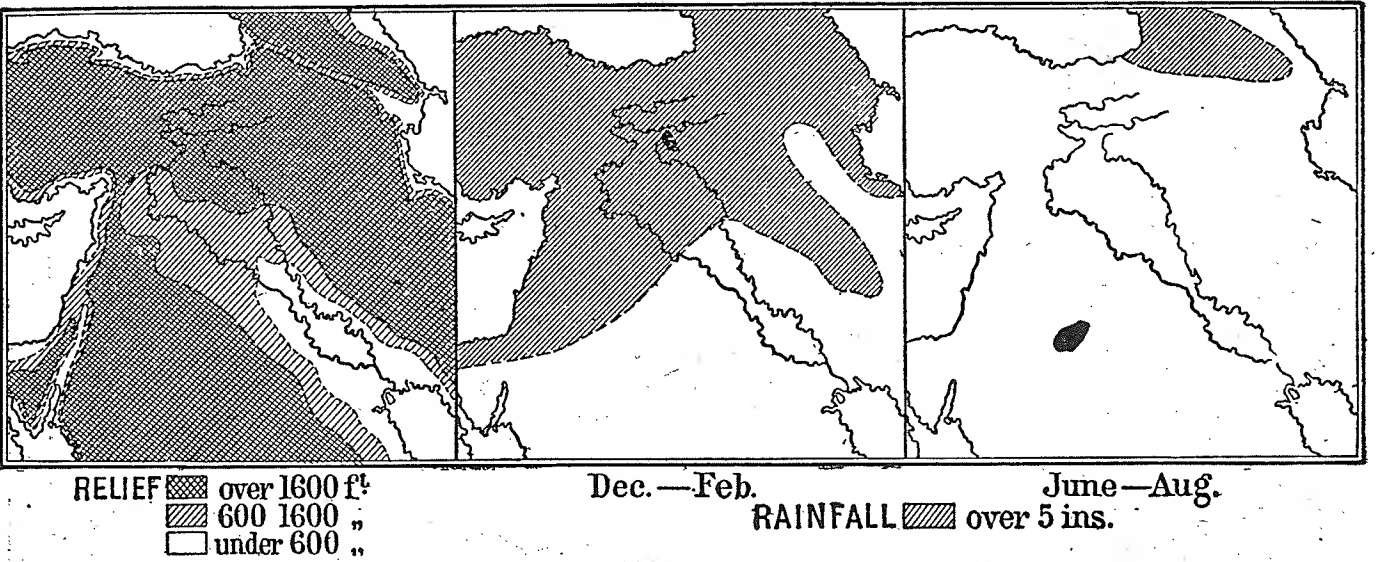 RELIEF over 1600 ft.
600 1600 „
under 600 „
Dec.—Feb.
June—Aug.
RAINFALL over 5 ins.